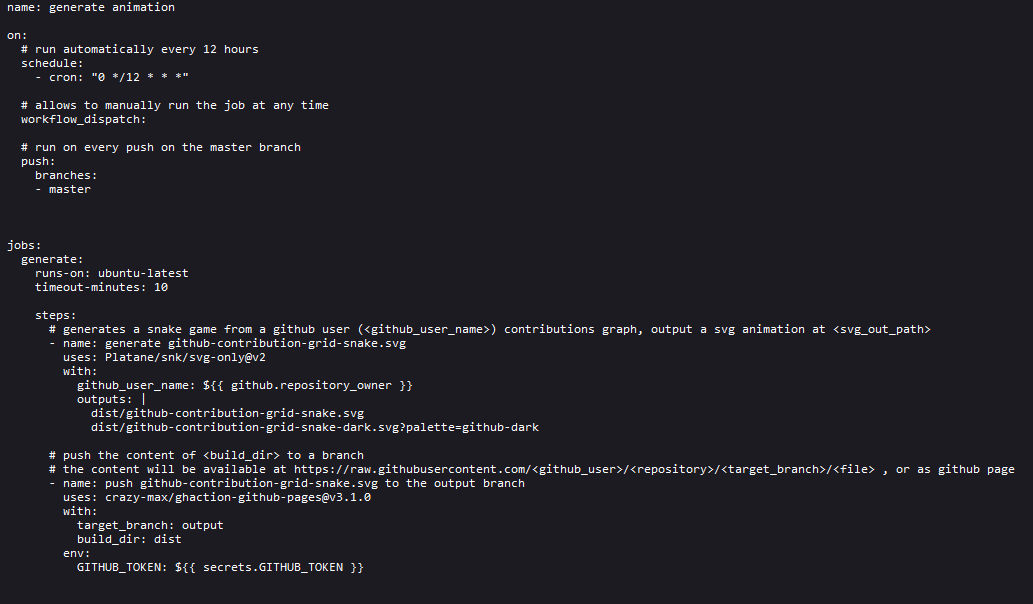 name: generate animation

on:
  # run automatically every 12 hours
  schedule:
    - cron: "0 */12 * * *"

  # allows to manually run the job at any time
  workflow_dispatch:

  # run on every push on the master branch
  push:
    branches:
    - master



jobs:
  generate:
    runs-on: ubuntu-latest
    timeout-minutes: 10

    steps:
      # generates a snake game from a github user (<github_user_name>) contributions graph, output a svg animation at <svg_out_path>
      - name: generate github-contribution-grid-snake.svg
        uses: Platane/snk/svg-only@v2
        with:
          github_user_name: ${{ github.repository_owner }}
          outputs: |
            dist/github-contribution-grid-snake.svg
            dist/github-contribution-grid-snake-dark.svg?palette=github-dark

      # push the content of <build_dir> to a branch
      # the content will be available at https://raw.githubusercontent.com/<github_user>/<repository>/<target_branch>/<file> , or as github page
      - name: push github-contribution-grid-snake.svg to the output branch
        uses: crazy-max/ghaction-github-pages@v3.1.0
        with:
          target_branch: output
          build_dir: dist
        env:
          GITHUB_TOKEN: ${{ secrets.GITHUB_TOKEN }}